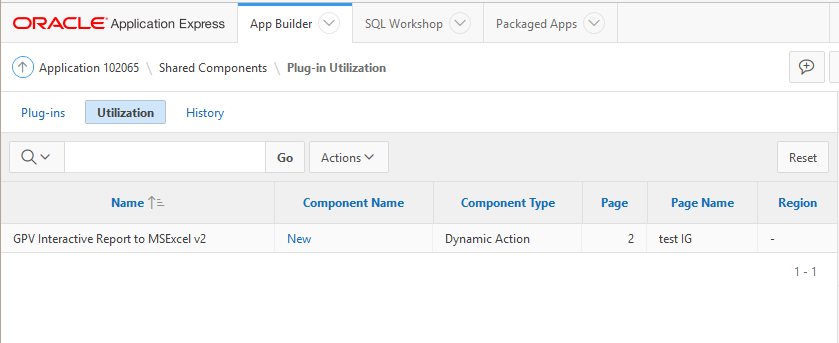 ORACLE Application Express App Builder SQL Workshop Packaged Apps
Application 102065 \ Shared Components \ Plug-in Utilization
Plug-ins Utilization History
Go Actions Reset
Name Component Name Component Type Page Page Name Region
GPV Interactive Report to MSExcel v2 New Dynamic Action 2 test IG -
1 - 1